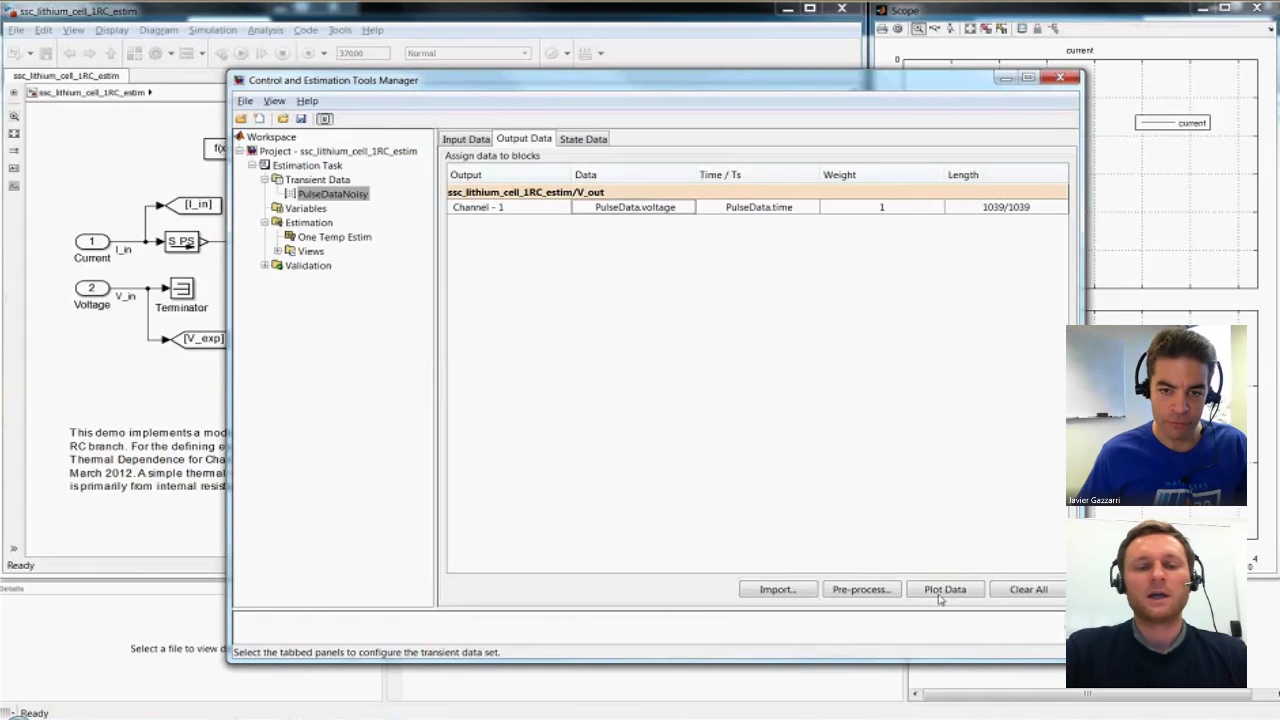 ssc_lithium_cell_1RC_estim
File Edit View Display Diagram Simulation Analysis Code Tools Help
37000
Normal
ssc_lithium_cell_1RC_estim
ssc_lithium_cell_1RC_estim
Scope
current
0
current
Control and Estimation Tools Manager
File View Help
Workspace
Project - ssc_lithium_cell_1RC_estim
Estimation Task
Transient Data
PulseDataNoisy
Variables
Estimation
One Temp Estim
Views
Validation
Input Data Output Data State Data
Assign data to blocks
Output Data Time / Ts Weight Length
ssc_lithium_cell_1RC_estim/V_out
Channel - 1 PulseData.voltage PulseData.time 1 1039/1039
Import... Pre-process... Plot Data Clear All
Select the tabbed panels to configure the transient data set.
f(x
[I_in]
1
I_in
S PS
Current
2
V_in
Voltage
Terminator
[V_exp]
This demo implements a mod
RC branch. For the defining e
Thermal Dependence for Cha
March 2012. A simple thermal
is primarily from internal resis
Ready
Details
Select a file to view d
Ready
4
Javier Gazzarri